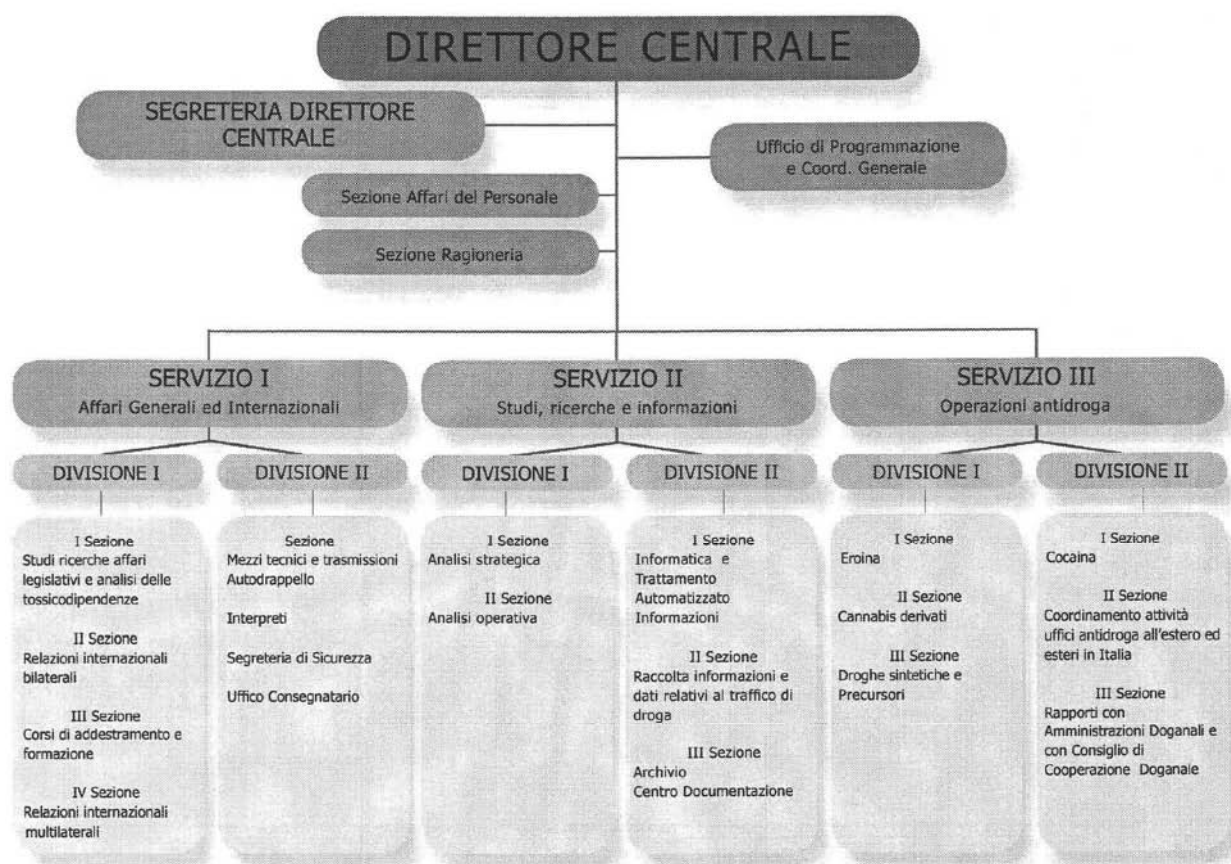 DIRETTORE CENTRALE
SEGRETERIA DIRETTORE
CENTRALE
Ufficio di Programmazione
e Coord. Generale
Sezione Affari del Personale
Sezione Ragioneria
SERVIZIO I
Affari Generali ed Internazionali
SERVIZIO II
Studi, ricerche e informazioni
SERVIZIO III
Operazioni antidroga
DIVISIONE I
DIVISIONE II
DIVISIONE I
DIVISIONE II
DIVISIONE I
DIVISIONE II
I Sezione
Studi ricerche affari
legislativi e analisi delle
tossicodipendenze
II Sezione
Relazioni internazionali
bilaterali
III Sezione
Corsi di addestramento e
formazione
IV Sezione
Relazioni internazionali
multilaterali
Sezione
Mezzi tecnici e trasmissioni
Autodrappello
Interpreti
Segreteria di Sicurezza
Uffico Consegnatario
I Sezione
Analisi strategica
II Sezione
Analisi operativa
I Sezione
Informatica e
Trattamento
Automatizzato
Informazioni
II Sezione
Raccolta informazioni e
dati relativi al traffico di
droga
III Sezione
Archivio
Centro Documentazione
I Sezione
Eroina
II Sezione
Cannabis derivati
III Sezione
Droghe sintetiche e
Precursori
I Sezione
Cocaina
II Sezione
Coordinamento attività
uffici antidroga all'estero ed
esteri in Italia
III Sezione
Rapporti con
Amministrazioni Doganali e
con Consiglio di
Cooperazione Doganale